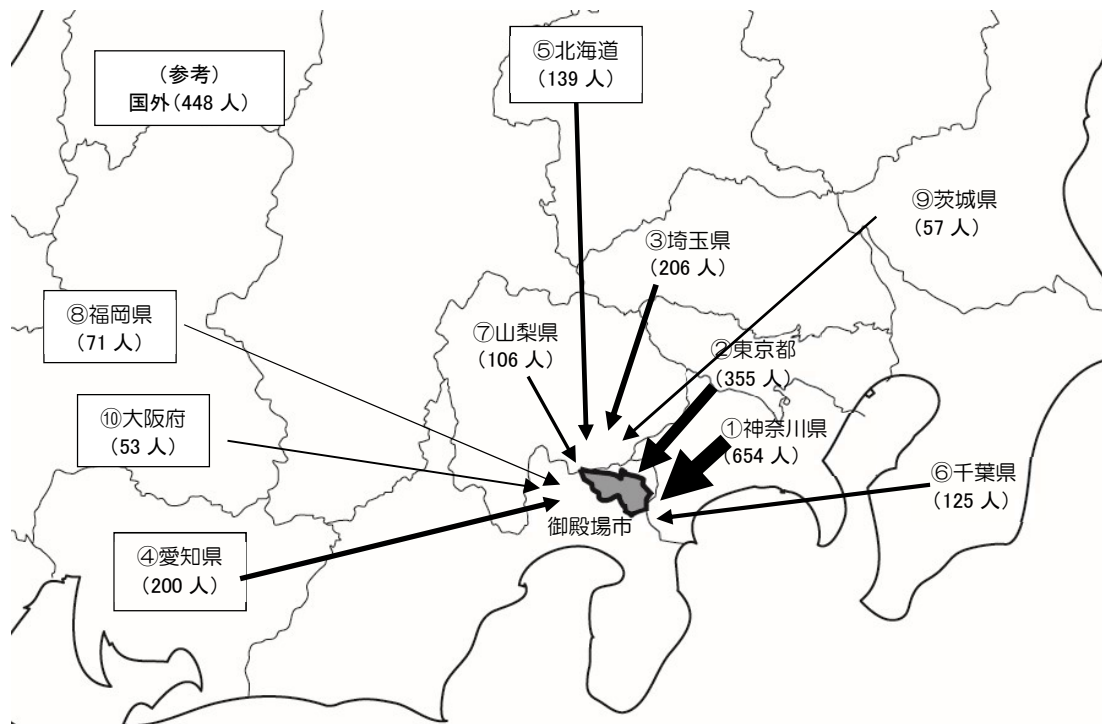 ⑤北海道
(139 人)
(参考)
国外(448 人)
⑨茨城県
(57 人)
③埼玉県
(206 人)
⑧福岡県
(71 人)
⑦山梨県
(106 人)
②東京都
(355 人)
⑩大阪府
(53 人)
①神奈川県
(654 人)
⑥千葉県
(125 人)
御殿場市
④愛知県
(200 人)